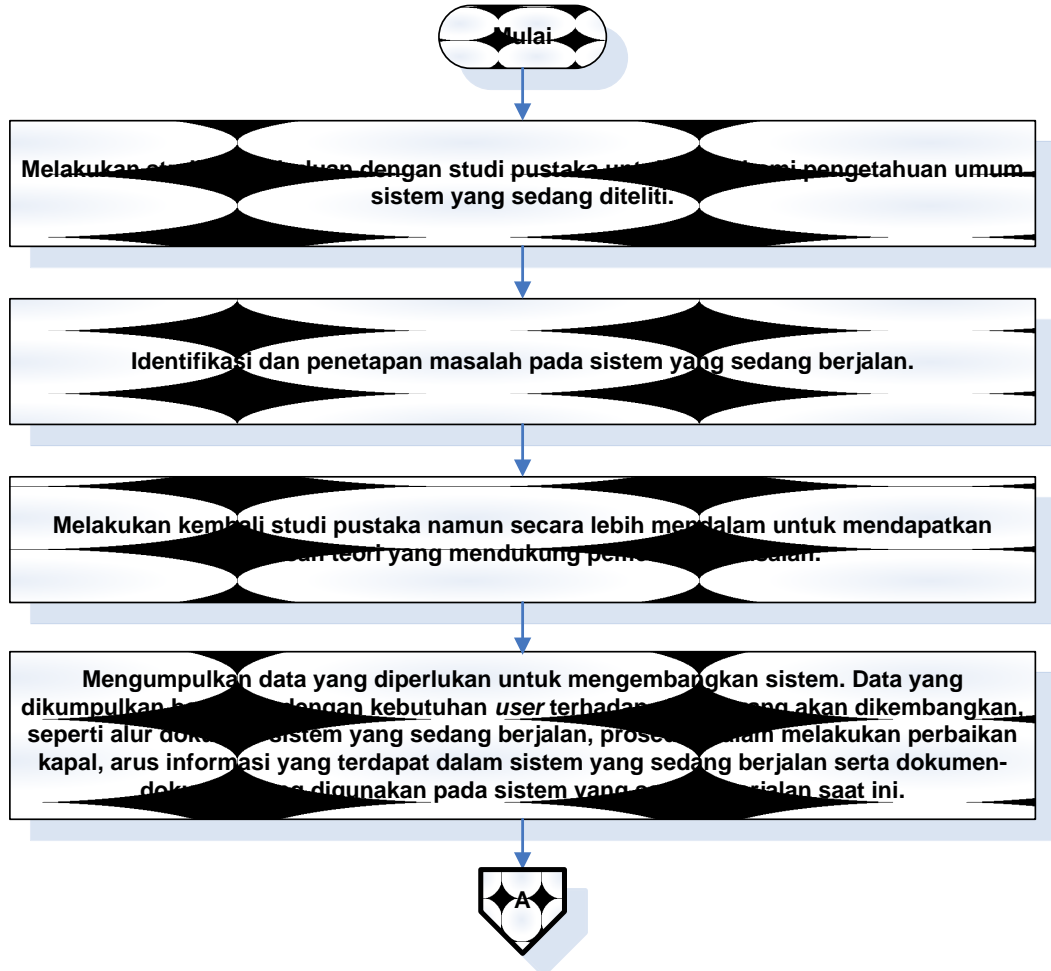 Mulai
Melakukan dengan studi pustaka pengetahuan umum
sistem yang sedang diteliti.
Identifikasi dan penetapan masalah pada sistem yang sedang berjalan.
Melakukan kembali studi pustaka namun secara lebih mendalam untuk mendapatkan
teori yang mendukung
Mengumpulkan data yang diperlukan untuk mengembangkan sistem. Data yang
dikumpulkan dengan kebutuhan user terhadap akan dikembangkan,
seperti alur sistem yang sedang berjalan, melakukan perbaikan
kapal, arus informasi yang terdapat dalam sistem yang sedang berjalan serta dokumen-
digunakan pada sistem yang saat ini.
A